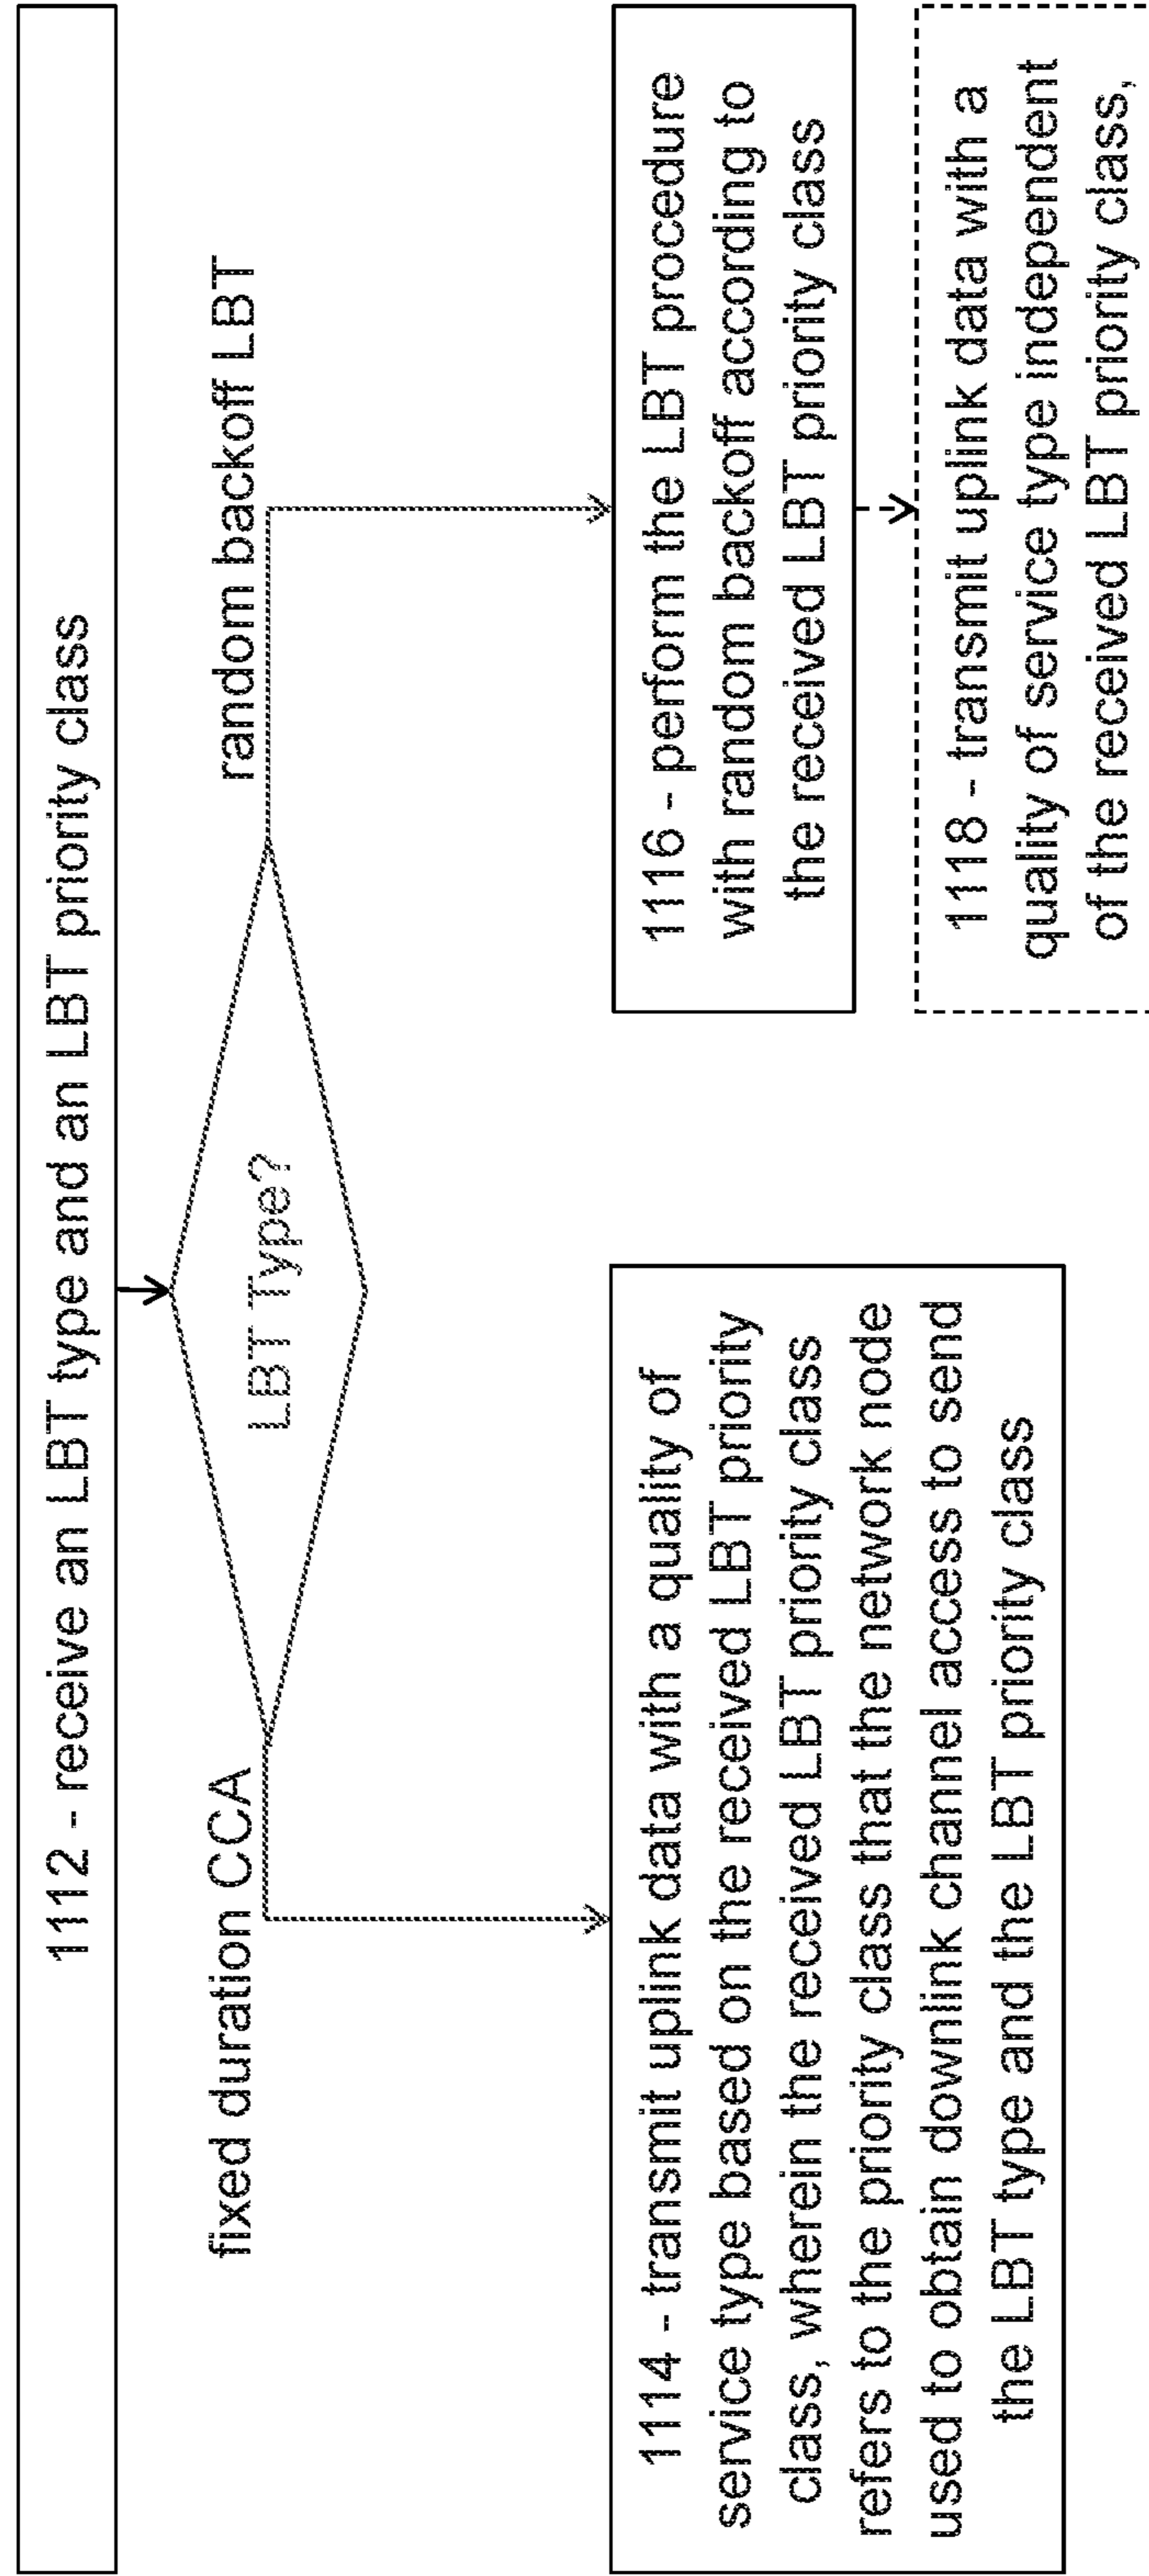 1112 - receive an LBT type and an LBT priority class
LBT Type?
fixed duration CCA
random backoff LBT
1114 - transmit uplink data with a quality of
service type based on the received LBT priority
class, wherein the received LBT priority class
refers to the priority class that the network node
used to obtain downlink channel access to send
the LBT type and the LBT priority class
1116 - perform the LBT procedure
with random backoff according to
the received LBT priority class
1118 - transmit uplink data with a
quality of service type independent
of the received LBT priority class,